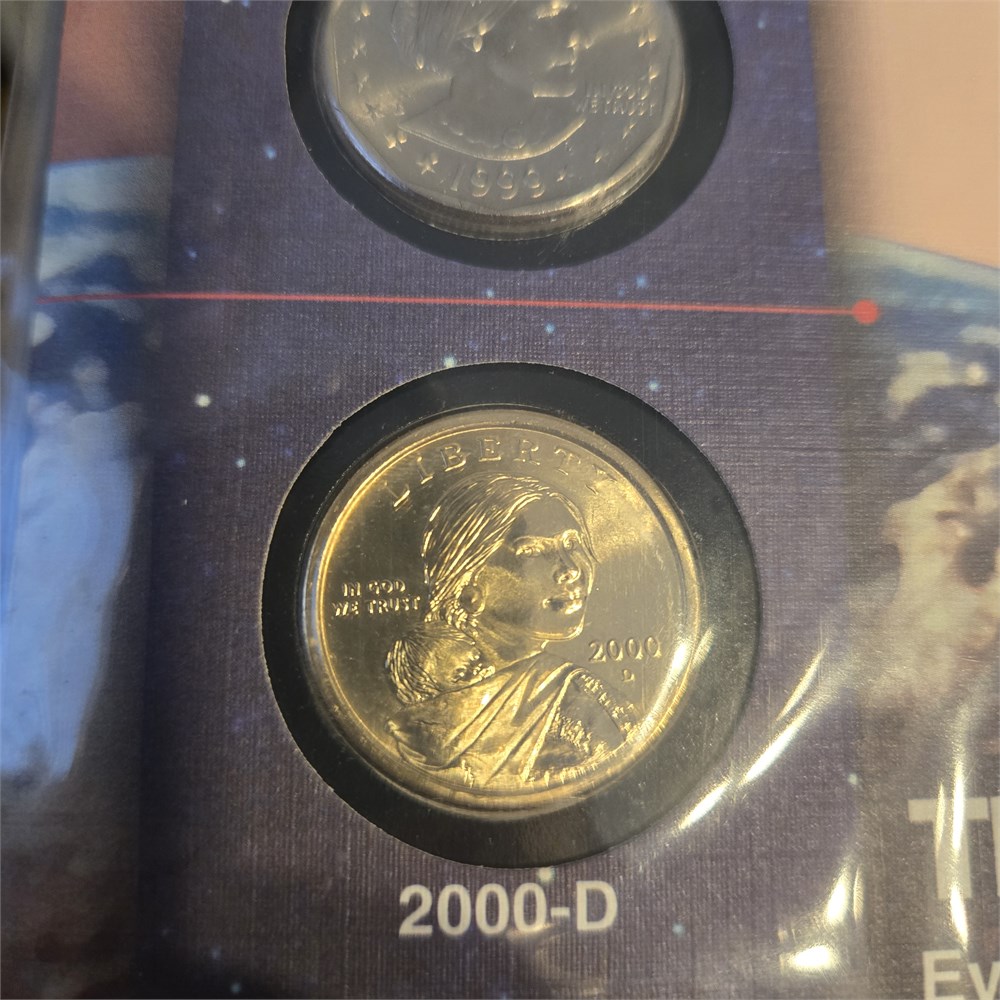 IN GOD
WE TRUST
1999
LIBERTY
IN GOD
WE TRUST
2000
D
2000-D